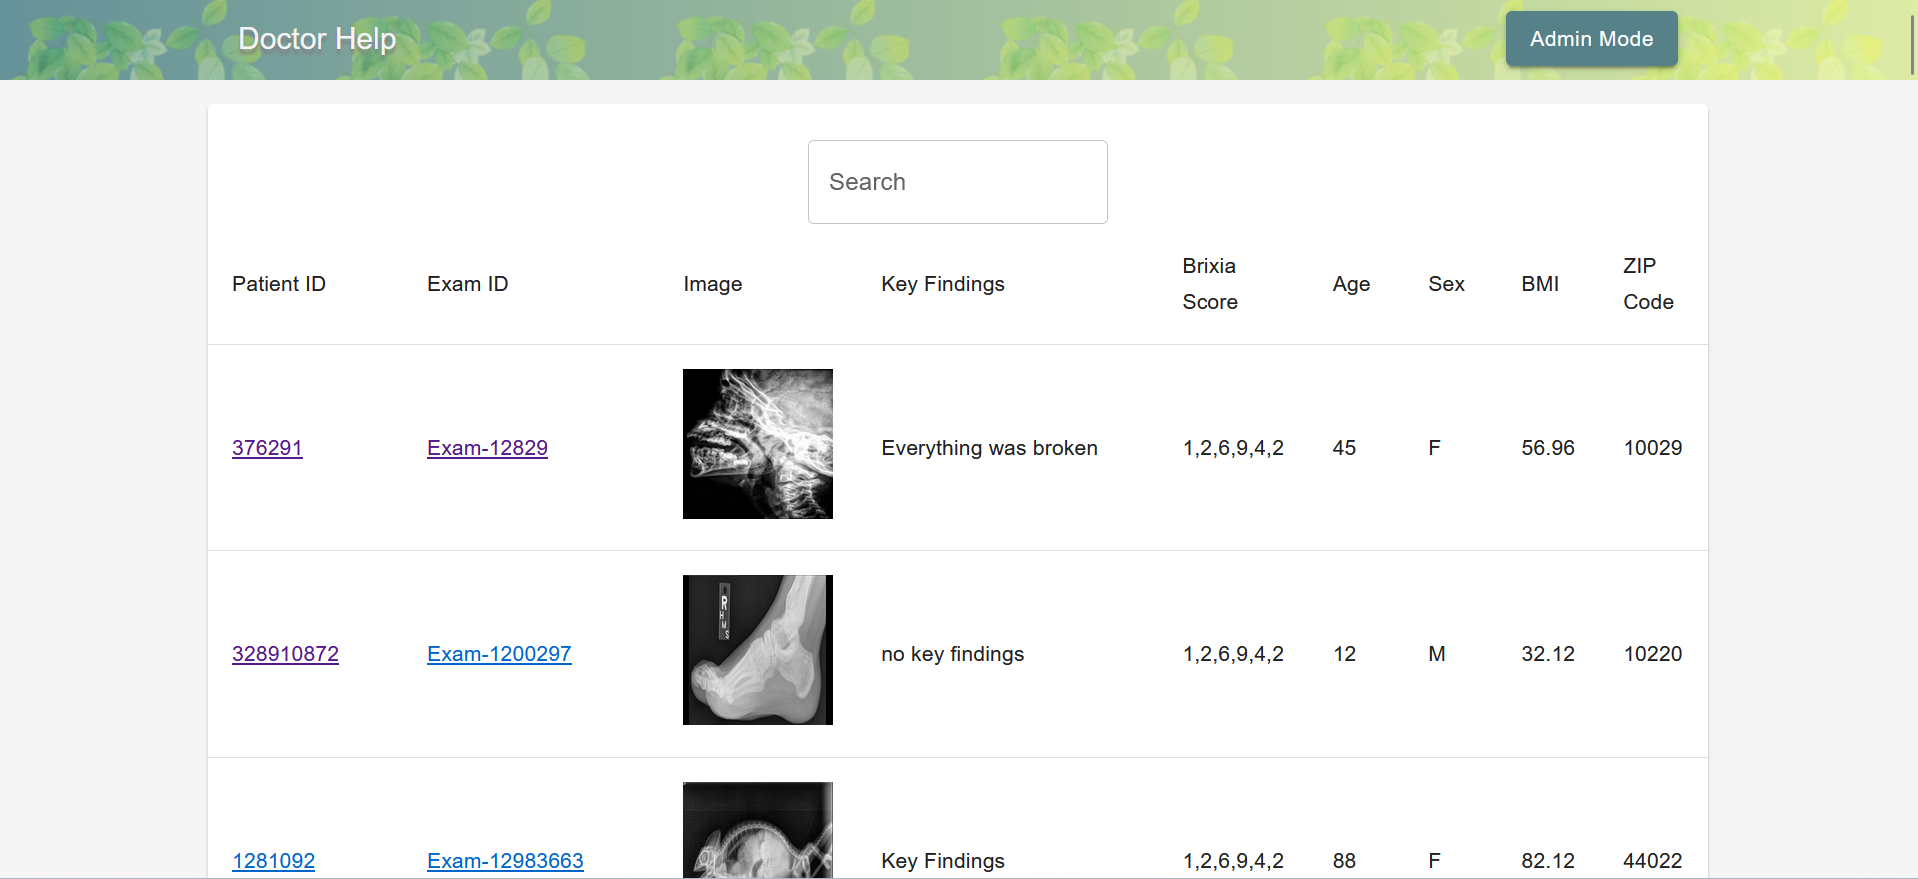 Doctor Help
Admin Mode
Search
Patient ID Exam ID Image Key Findings Brixia Score Age Sex BMI ZIP Code
376291 Exam-12829 Everything was broken 1,2,6,9,4,2 45 F 56.96 10029
R
H
M
S
328910872 Exam-1200297 no key findings 1,2,6,9,4,2 12 M 32.12 10220
1281092 Exam-12983663 Key Findings 1,2,6,9,4,2 88 F 82.12 44022